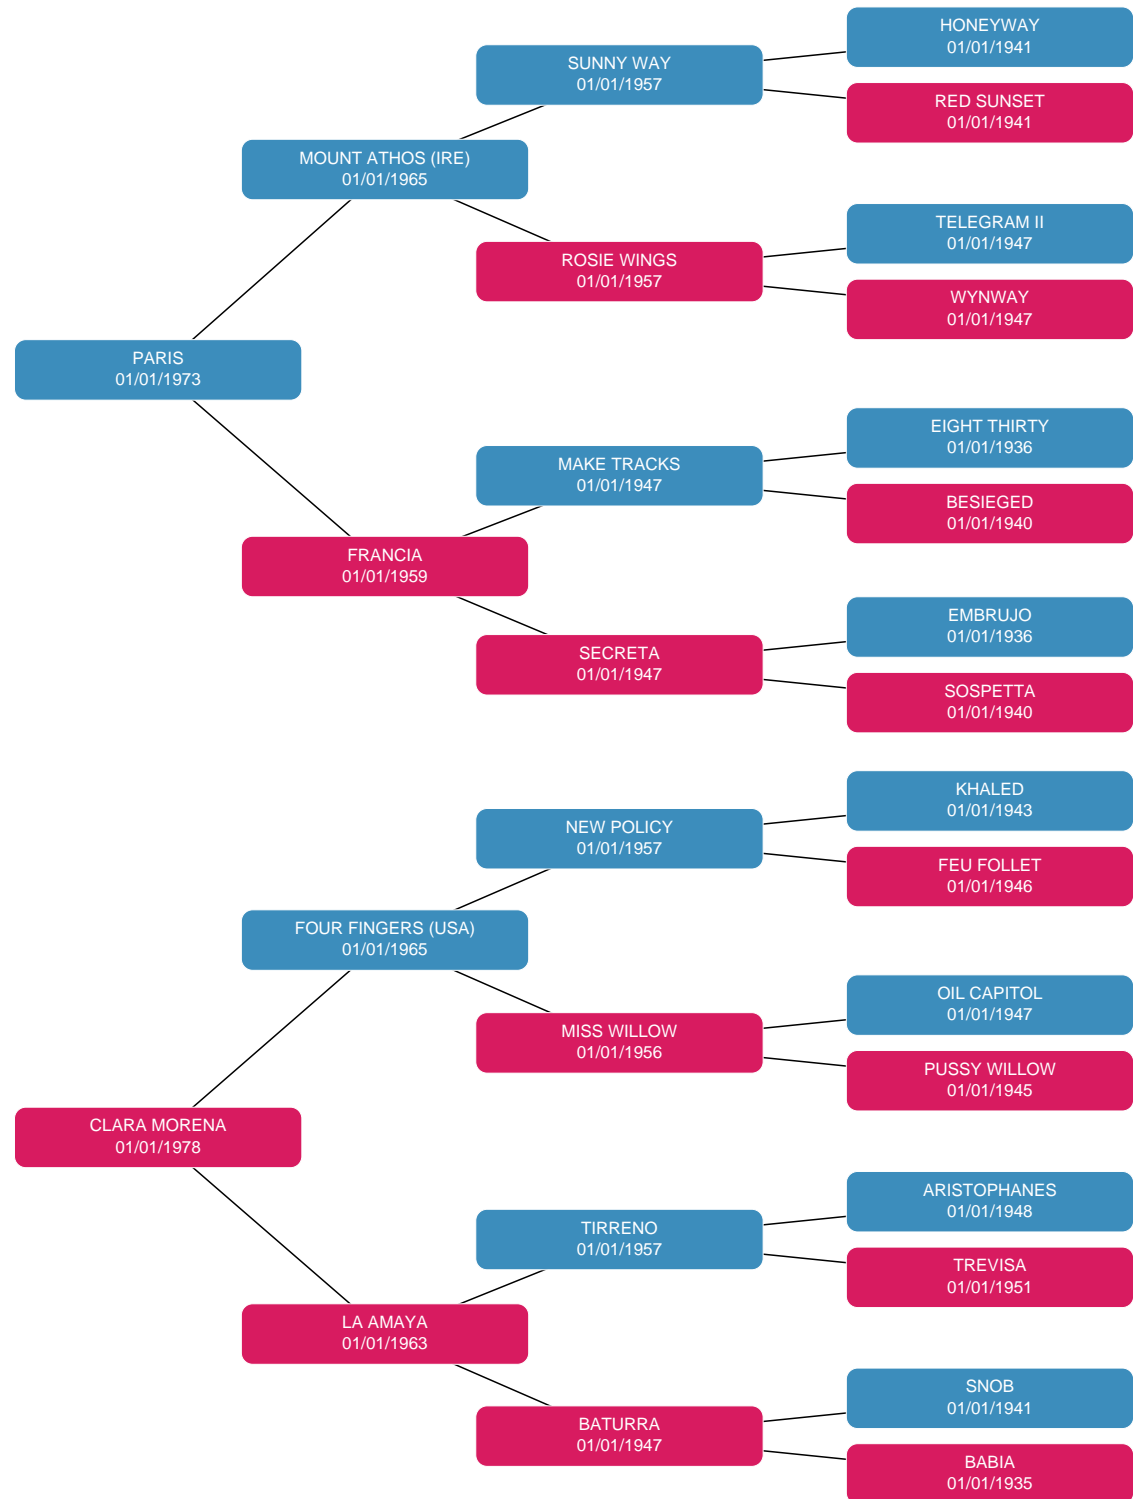 HONEYWAY
01/01/1941
SUNNY WAY
01/01/1957
RED SUNSET
01/01/1941
MOUNT ATHOS (IRE)
01/01/1965
TELEGRAM II
01/01/1947
ROSIE WINGS
01/01/1957
WYNWAY
01/01/1947
PARIS
01/01/1973
EIGHT THIRTY
01/01/1936
MAKE TRACKS
01/01/1947
BESIEGED
01/01/1940
FRANCIA
01/01/1959
EMBRUJO
01/01/1936
SECRETA
01/01/1947
SOSPETTA
01/01/1940
KHALED
01/01/1943
NEW POLICY
01/01/1957
FEU FOLLET
01/01/1946
FOUR FINGERS (USA)
01/01/1965
OIL CAPITOL
01/01/1947
MISS WILLOW
01/01/1956
PUSSY WILLOW
01/01/1945
CLARA MORENA
01/01/1978
ARISTOPHANES
01/01/1948
TIRRENO
01/01/1957
TREVISA
01/01/1951
LA AMAYA
01/01/1963
SNOB
01/01/1941
BATURRA
01/01/1947
BABIA
01/01/1935